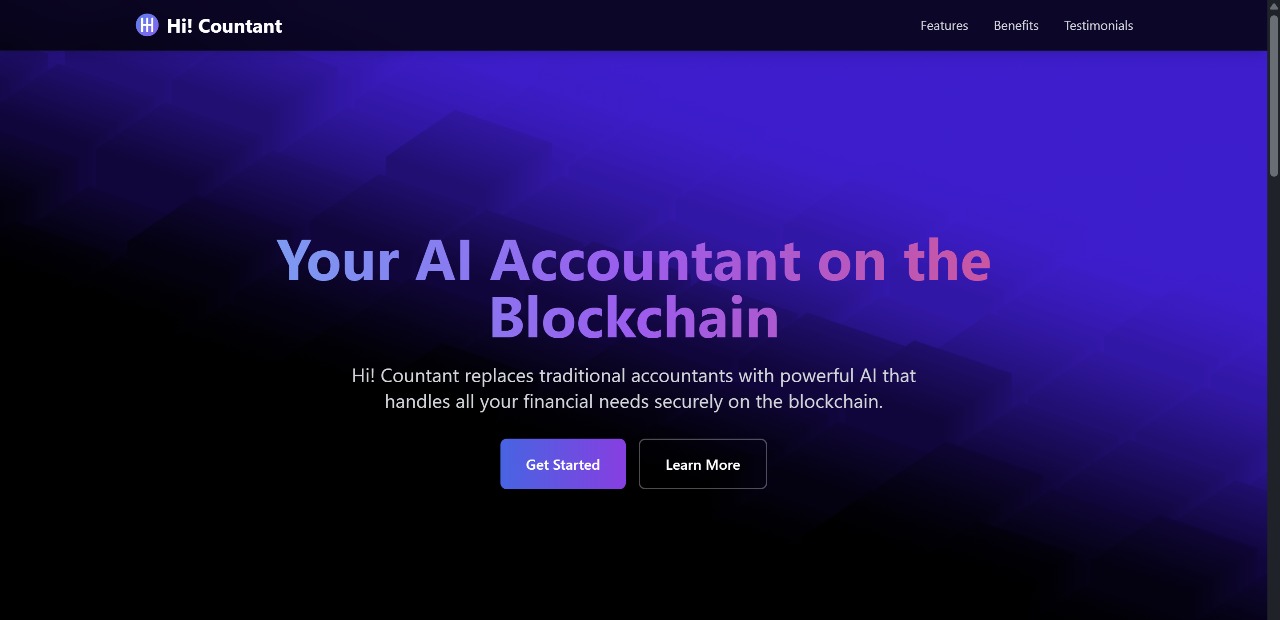 Hi! Countant
Features
Benefits
Testimonials
Your AI Accountant on the
Blockchain
Hi! Countant replaces traditional accountants with powerful AI that
handles all your financial needs securely on the blockchain.
Get Started
Learn More